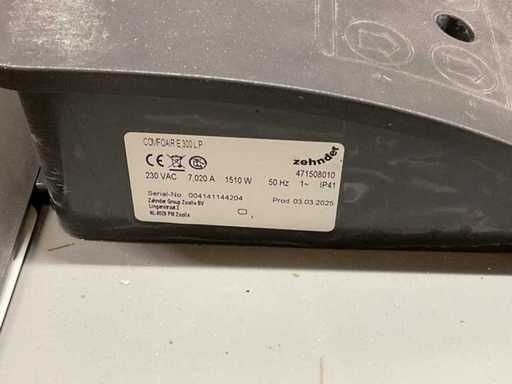 COMFOAIR E 300 L P
zehnder
CE
471508010
230 VAC 7,020 A 1510 W 50 Hz 1~ IP41
Serial-No. 004141144204 Prod 03.03.2025
Zehnder Group Zwolle BV
Lingenstraat 2
NL-8028 PM Zwolle